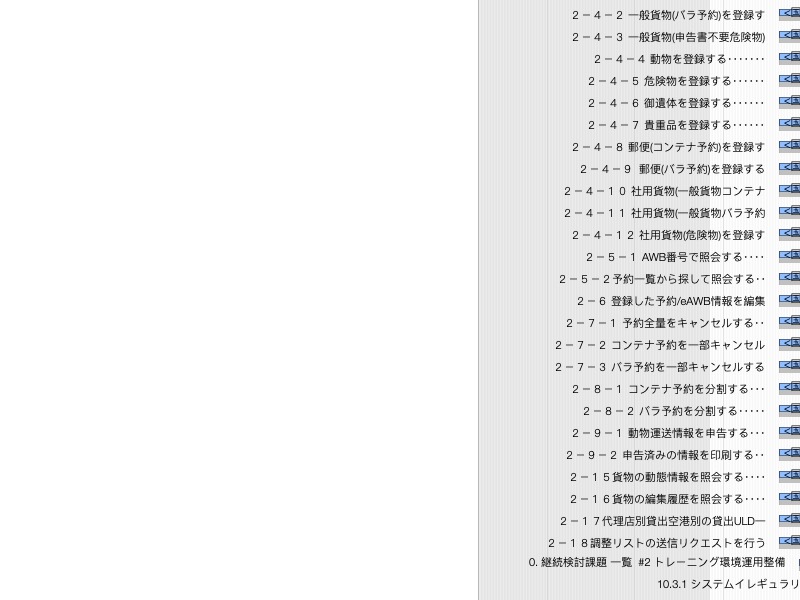 ２－４－２ 一般貨物(バラ予約)を登録す
２－４－３ 一般貨物(申告書不要危険物)
２－４－４ 動物を登録する･･･････
２－４－５ 危険物を登録する･･････
２－４－６ 御遺体を登録する･･････
２－４－７ 貴重品を登録する･･････
２－４－８ 郵便(コンテナ予約)を登録す
２－４－９ 郵便(バラ予約)を登録する
２－４－１０ 社用貨物(一般貨物コンテナ
２－４－１１ 社用貨物(一般貨物バラ予約
２－４－１２ 社用貨物(危険物)を登録す
２－５－１ AWB番号で照会する････
２－５－２予約一覧から探して照会する･･
２－６ 登録した予約/eAWB情報を編集
２－７－１ 予約全量をキャンセルする･･
２－７－２ コンテナ予約を一部キャンセル
２－７－３ バラ予約を一部キャンセルする
２－８－１ コンテナ予約を分割する･･･
２－８－２ バラ予約を分割する･････
２－９－１ 動物運送情報を申告する･･･
２－９－２ 申告済みの情報を印刷する･･
２－１５貨物の動態情報を照会する････
２－１６貨物の編集履歴を照会する････
２－１７代理店別貸出空港別の貸出ULD一
２－１８調整リストの送信リクエストを行う
0. 継続検討課題 一覧 #2 トレーニング環境運用整備
10.3.1 システムイレギュラリ